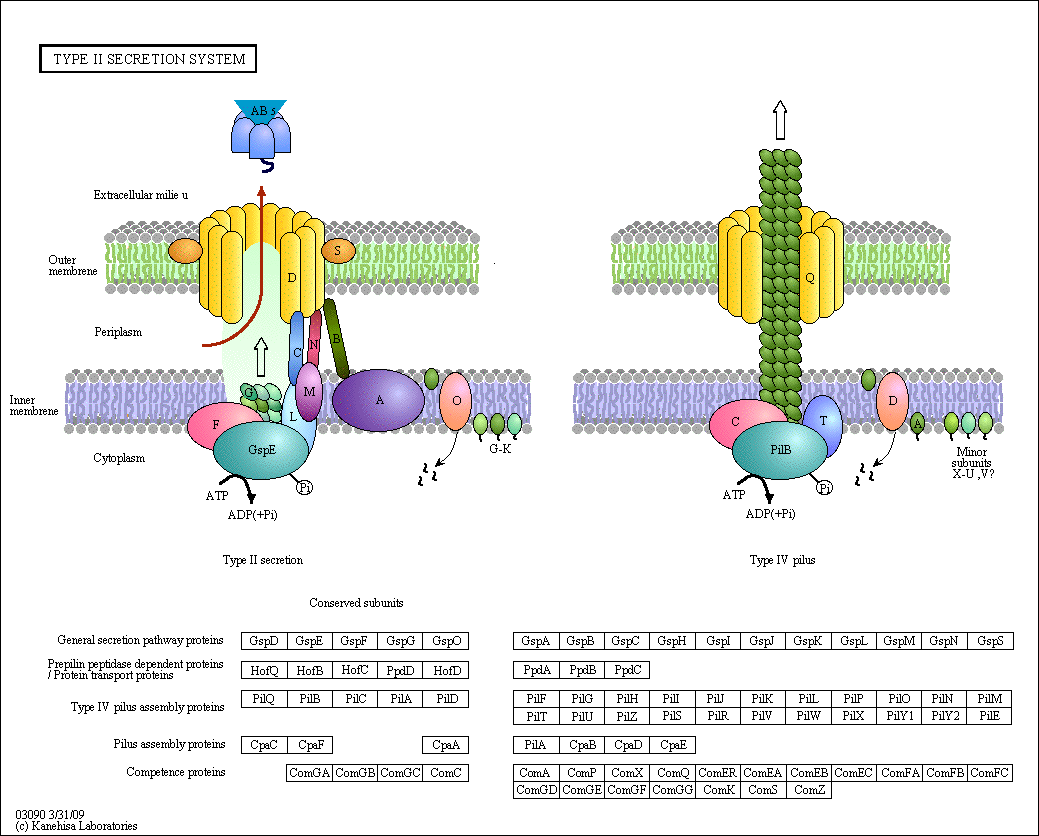 TYPE II SECRETION SYSTEM
AB 5
Extracellular milie u
S
Outer
membrene
D
Q
Periplasm
C
N
B
G
M
A
O
D
Inner
membrene
L
F
GspE
C
PilB
T
A
G-K
Minor
subunits
X-U ,V?
Cytoplasm
Pi
Pi
ATP
ADP(+Pi)
ATP
ADP(+Pi)
Type II secretion
Type IV pilus
Conserved subunits
General secretion pathway proteins GspD GspE GspF GspG GspO GspA GspB GspC GspH GspI GspJ GspK GspL GspM GspN GspS
Prepilin peptidase dependent proteins
/ Protein transport proteins HofQ HofB HofC PpdD HofD PpdA PpdB PpdC
Type IV pilus assembly proteins PilQ PilB PilC PilA PilD PilF PilG PilH PilI PilJ PilK PilL PilP PilO PilN PilM
PilT PilU PilZ PilS PilR PilV PilW PilX PilY1 PilY2 PilE
Pilus assembly proteins CpaC CpaF CpaA PilA CpaB CpaD CpaE
Competence proteins ComGA ComGB ComGC ComC ComA ComP ComX ComQ ComER ComEA ComEB ComEC ComFA ComFB ComFC
ComGD ComGE ComGF ComGG ComK ComS ComZ
03090 3/31/09
(c) Kanehisa Laboratories